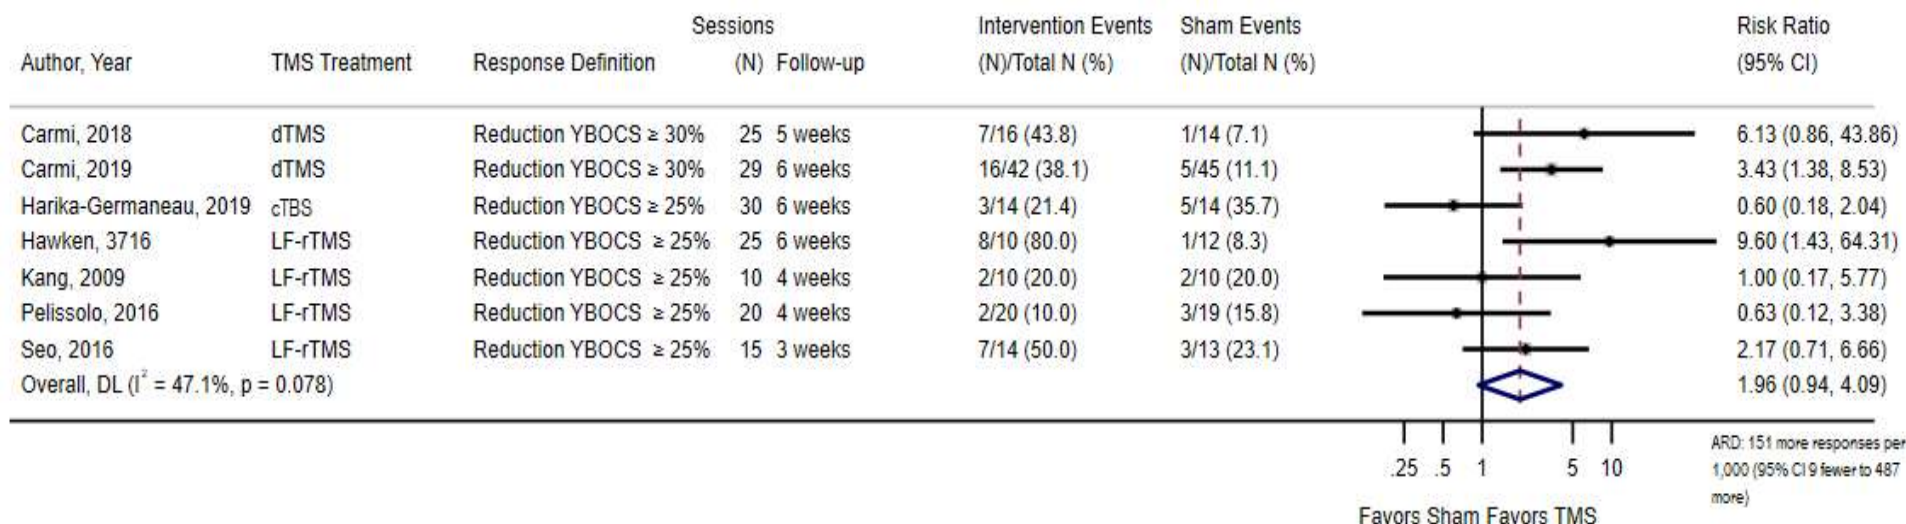 Sessions Intervention Events Sham Events Risk Ratio
Author, Year TMS Treatment Response Definition (N) Follow-up (N)/Total N (%) (N)/Total N (%) (95% CI)
Carmi, 2018 dTMS Reduction YBOCS ≥ 30% 25 5 weeks 7/16 (43.8) 1/14 (7.1) 6.13 (0.86, 43.86)
Carmi, 2019 dTMS Reduction YBOCS ≥ 30% 29 6 weeks 16/42 (38.1) 5/45 (11.1) 3.43 (1.38, 8.53)
Harika-Germaneau, 2019 cTBS Reduction YBOCS ≥ 25% 30 6 weeks 3/14 (21.4) 5/14 (35.7) 0.60 (0.18, 2.04)
Hawken, 3716 LF-rTMS Reduction YBOCS ≥ 25% 25 6 weeks 8/10 (80.0) 1/12 (8.3) 9.60 (1.43, 64.31)
Kang, 2009 LF-rTMS Reduction YBOCS ≥ 25% 10 4 weeks 2/10 (20.0) 2/10 (20.0) 1.00 (0.17, 5.77)
Pelissolo, 2016 LF-rTMS Reduction YBOCS ≥ 25% 20 4 weeks 2/20 (10.0) 3/19 (15.8) 0.63 (0.12, 3.38)
Seo, 2016 LF-rTMS Reduction YBOCS ≥ 25% 15 3 weeks 7/14 (50.0) 3/13 (23.1) 2.17 (0.71, 6.66)
Overall, DL (I² = 47.1%, p = 0.078) 1.96 (0.94, 4.09)
.25 .5 1 5 10
ARD: 151 more responses per
1,000 (95% CI 9 fewer to 487
more)
Favors Sham Favors TMS